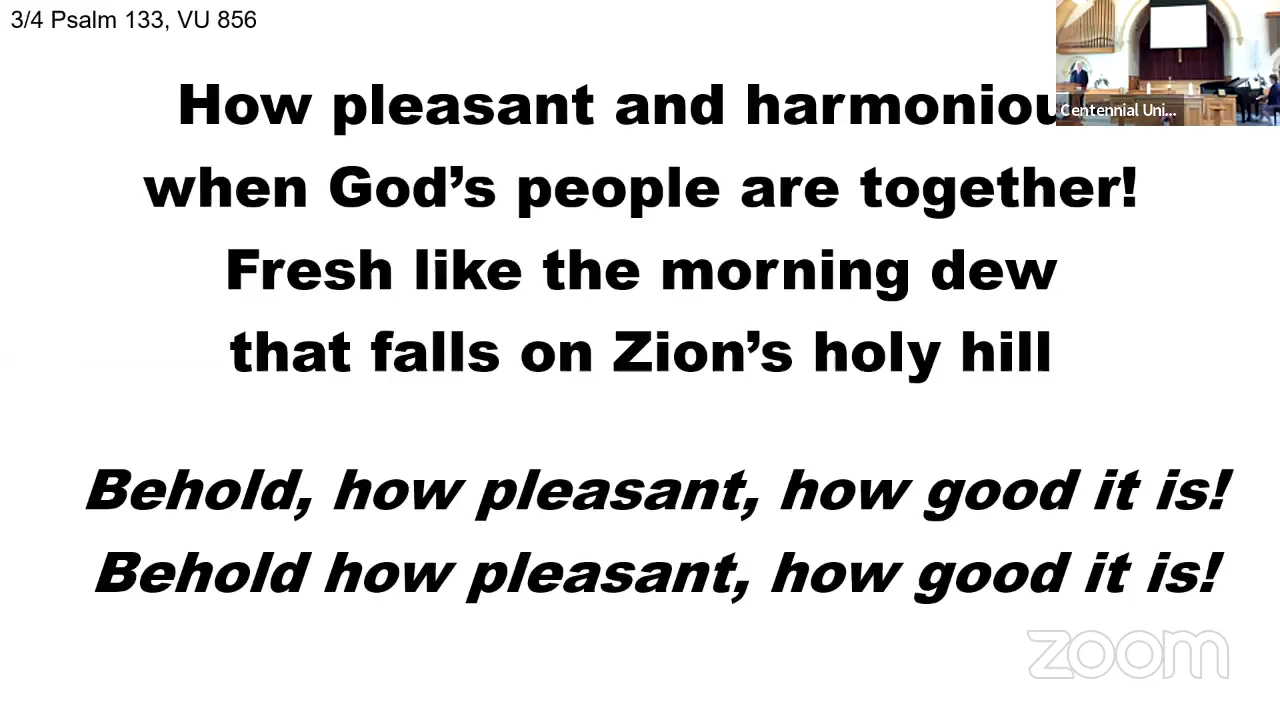 3/4 Psalm 133, VU 856
How pleasant and harmoniou
Centennial Uni...
when God's people are together!
Fresh like the morning dew
that falls on Zion's holy hill
Behold, how pleasant, how good it is!
Behold how pleasant, how good it is!
zoom